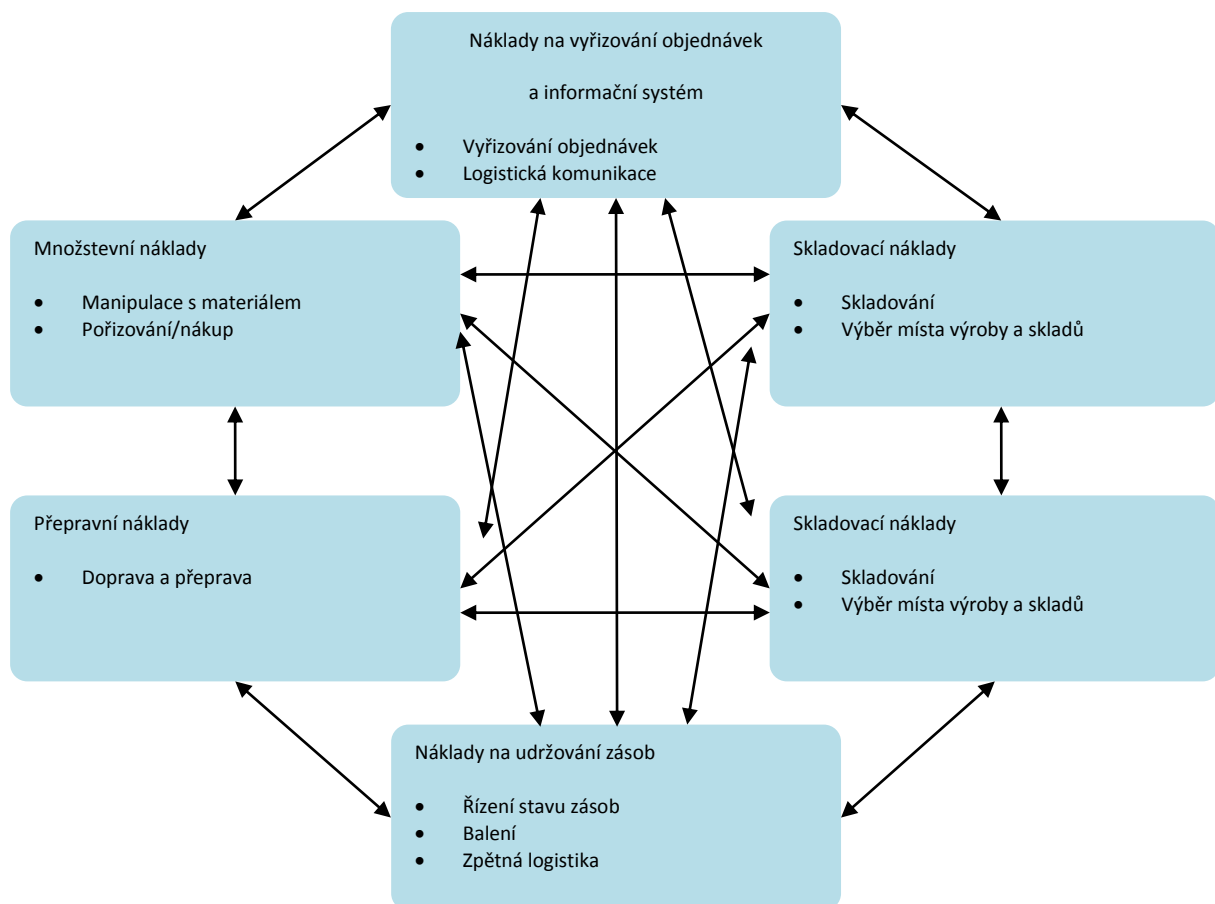 Náklady na vyřizování objednávek
a informační systém
• Vyřizování objednávek
• Logistická komunikace
Množstevní náklady
• Manipulace s materiálem
• Pořizování/nákup
Skladovací náklady
• Skladování
• Výběr místa výroby a skladů
Přepravní náklady
• Doprava a přeprava
Skladovací náklady
• Skladování
• Výběr místa výroby a skladů
Náklady na udržování zásob
• Řízení stavu zásob
• Balení
• Zpětná logistika